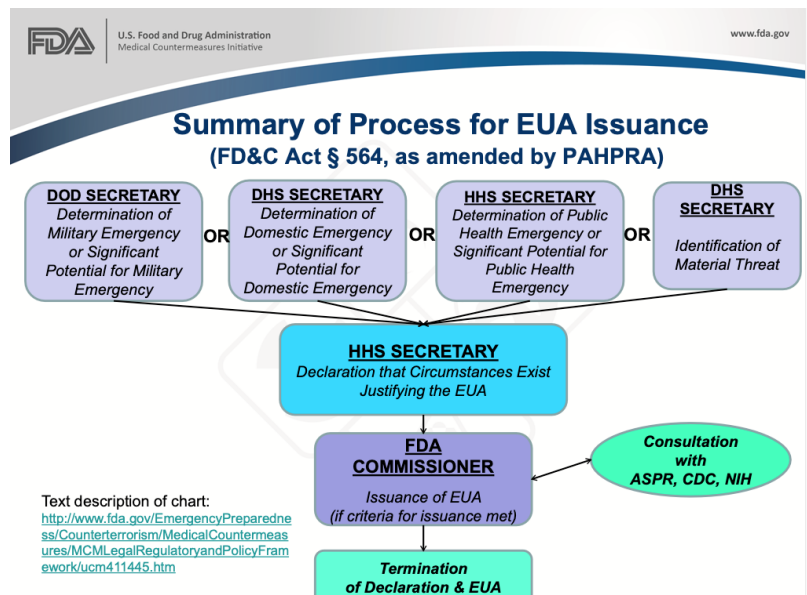 FDA
U.S. Food and Drug Administration
Medical Countermeasures Initiative
www.fda.gov
Summary of Process for EUA Issuance
(FD&C Act § 564, as amended by PAHPRA)
DOD SECRETARY
Determination of
Military Emergency
or Significant
Potential for Military
Emergency
OR
DHS SECRETARY
Determination of
Domestic Emergency
or Significant
Potential for
Domestic Emergency
OR
HHS SECRETARY
Determination of Public
Health Emergency or
Significant Potential for
Public Health
Emergency
OR
DHS
SECRETARY
Identification of
Material Threat
HHS SECRETARY
Declaration that Circumstances Exist
Justifying the EUA
FDA
COMMISSIONER
Issuance of EUA
(if criteria for issuance met)
Consultation
with
ASPR, CDC, NIH
Text description of chart:
http://www.fda.gov/EmergencyPreparedne
ss/Counterterrorism/MedicalCountermeas
ures/MCMLegalRegulatoryandPolicyFram
ework/ucm411445.htm
Termination
of Declaration & EUA